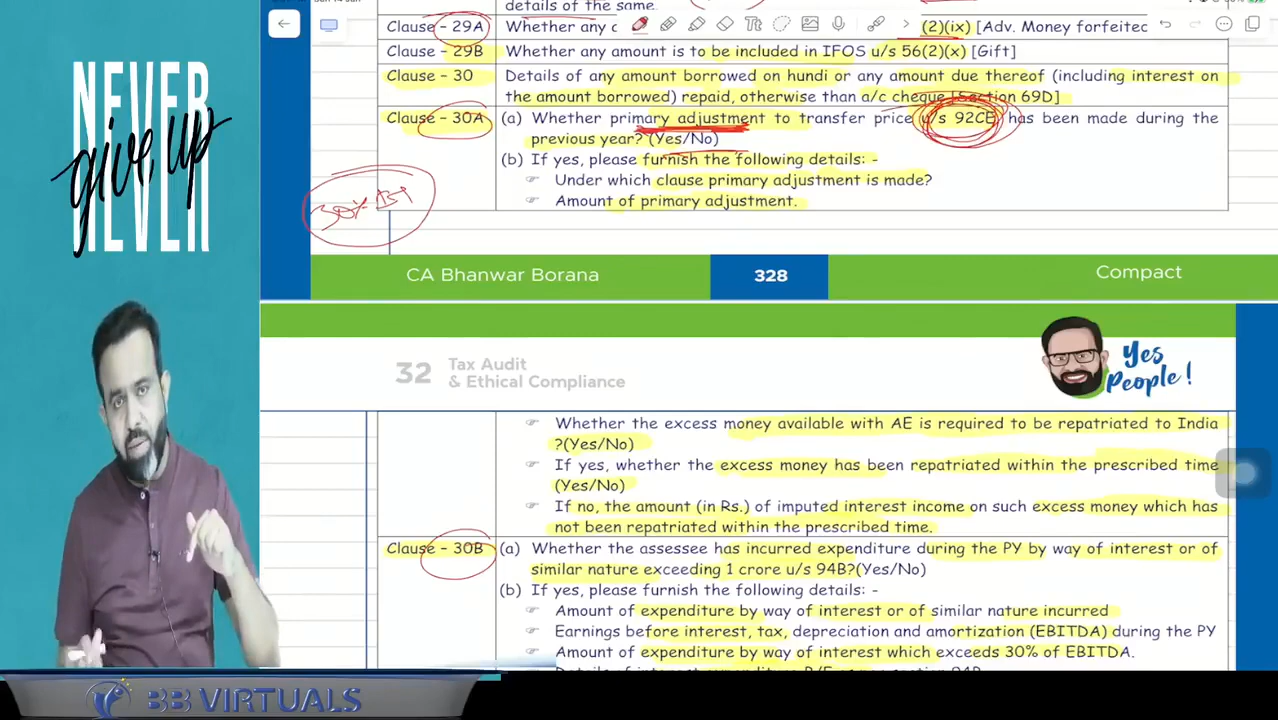 details of the same.
Clause - 29A Whether any c (2)(ix) [Adv. Money forfeitec
Clause - 29B Whether any amount is to be included in IFOS u/s 56(2)(x) [Gift]
Clause - 30 Details of any amount borrowed on hundi or any amount due thereof (including interest on
the amount borrowed) repaid, otherwise than a/c cheque [Section 69D]
Clause - 30A (a) Whether primary adjustment to transfer price u/s 92CE, has been made during the
previous year? (Yes/No)
(b) If yes, please furnish the following details: -
☞ Under which clause primary adjustment is made?
☞ Amount of primary adjustment.
CA Bhanwar Borana 328 Compact
32 Tax Audit
& Ethical Compliance
Yes
People!
☞ Whether the excess money available with AE is required to be repatriated to India
?(Yes/No)
☞ If yes, whether the excess money has been repatriated within the prescribed time
(Yes/No)
☞ If no, the amount (in Rs.) of imputed interest income on such excess money which has
not been repatriated within the prescribed time.
Clause - 30B (a) Whether the assessee has incurred expenditure during the PY by way of interest or of
similar nature exceeding 1 crore u/s 94B?(Yes/No)
(b) If yes, please furnish the following details: -
☞ Amount of expenditure by way of interest or of similar nature incurred
☞ Earnings before interest, tax, depreciation and amortization (EBITDA) during the PY
☞ Amount of expenditure by way of interest which exceeds 30% of EBITDA.
NEVER
give up
NEVER
BB VIRTUALS